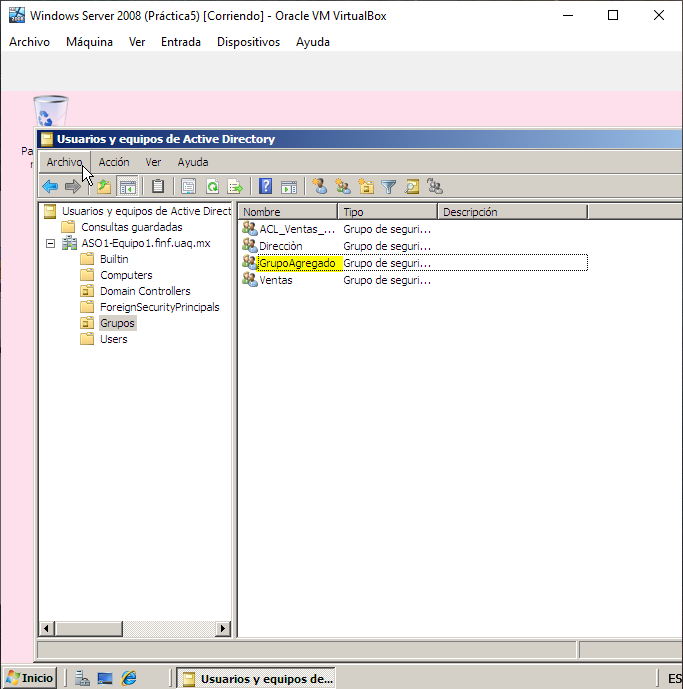 Windows Server 2008 (Práctica5) [Corriendo] - Oracle VM VirtualBox
Archivo Máquina Ver Entrada Dispositivos Ayuda
Usuarios y equipos de Active Directory
Archivo Acción Ver Ayuda
Usuarios y equipos de Active Direct
Consultas guardadas
ASO1-Equipo1.finf.uaq.mx
Builtin
Computers
Domain Controllers
ForeignSecurityPrincipals
Grupos
Users
Nombre Tipo Descripción
ACL_Ventas_... Grupo de seguri...
Dirección Grupo de seguri...
GrupoAgregado Grupo de seguri...
Ventas Grupo de seguri...
Inicio Usuarios y equipos de... ES